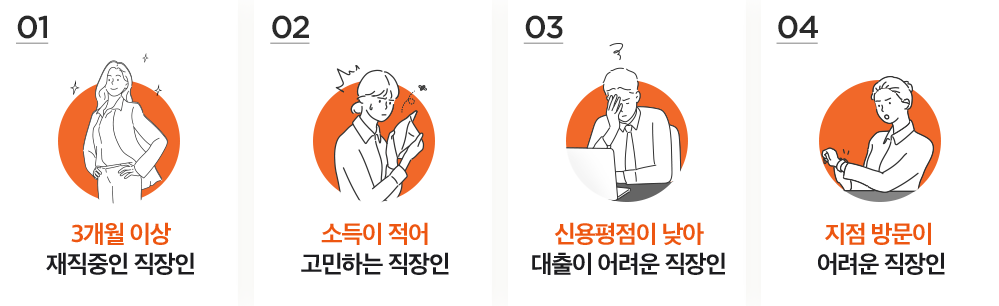 01
3개월 이상
재직중인 직장인
02
소득이 적어
고민하는 직장인
03
신용평점이 낮아
대출이 어려운 직장인
04
지점 방문이
어려운 직장인